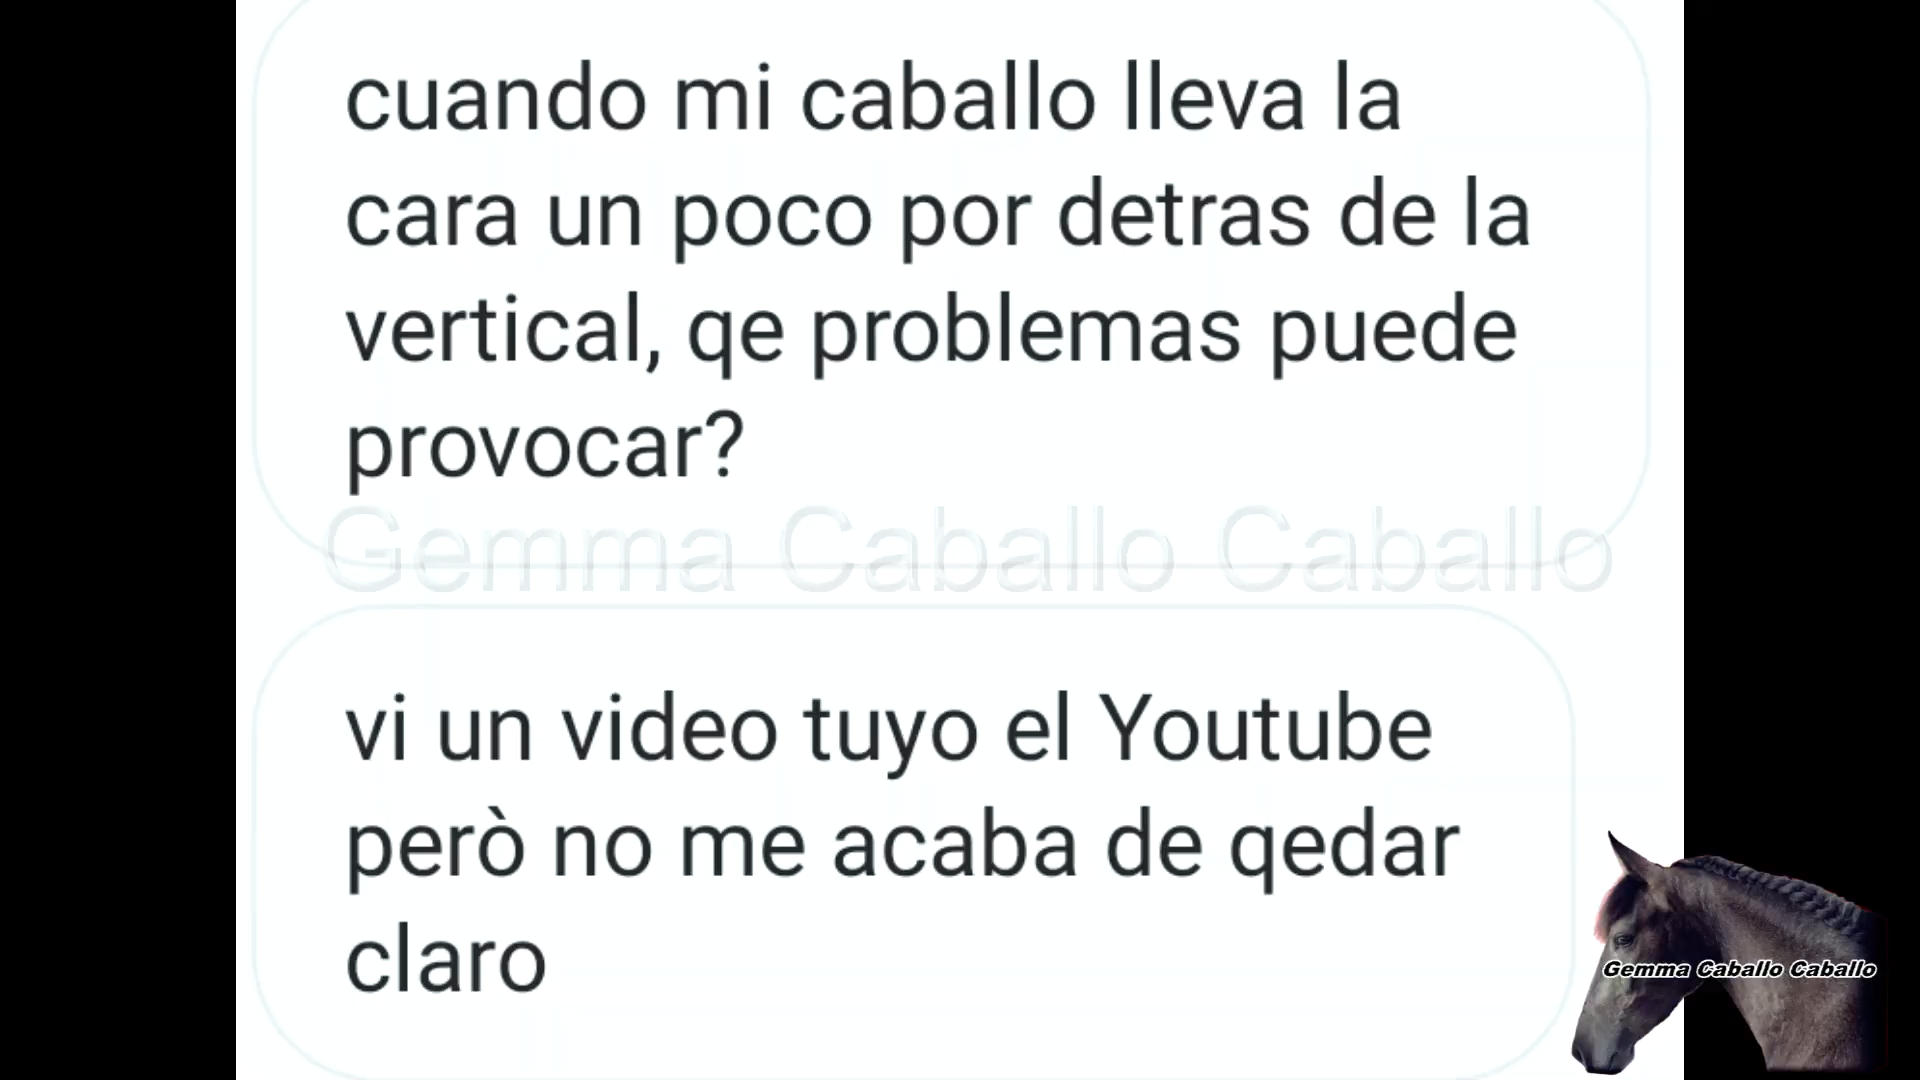 cuando mi caballo lleva la
cara un poco por detras de la
vertical, qe problemas puede
provocar?
Gemma Caballo Caballo
vi un video tuyo el Youtube
però no me acaba de qedar
claro
Gemma Caballo Caballo